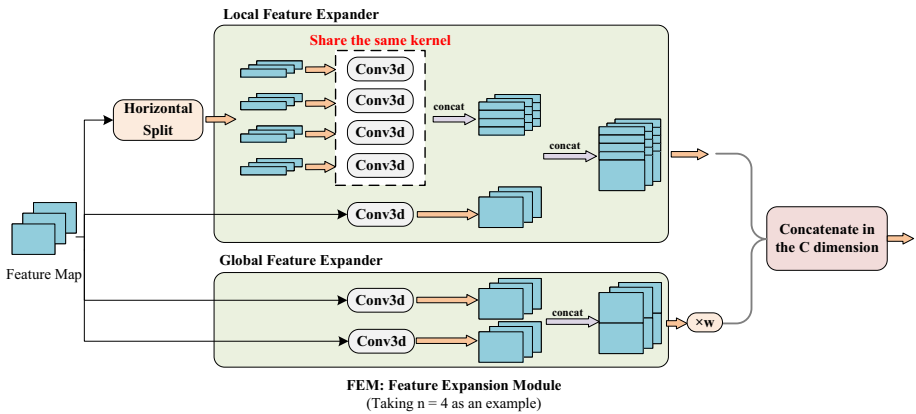 Local Feature Expander
Share the same kernel
Conv3d
Conv3d
Conv3d
Conv3d
Horizontal
Split
concat
concat
Conv3d
Feature Map
Concatenate in
the C dimension
Global Feature Expander
Conv3d
Conv3d
concat
×w
FEM: Feature Expansion Module
(Taking n = 4 as an example)